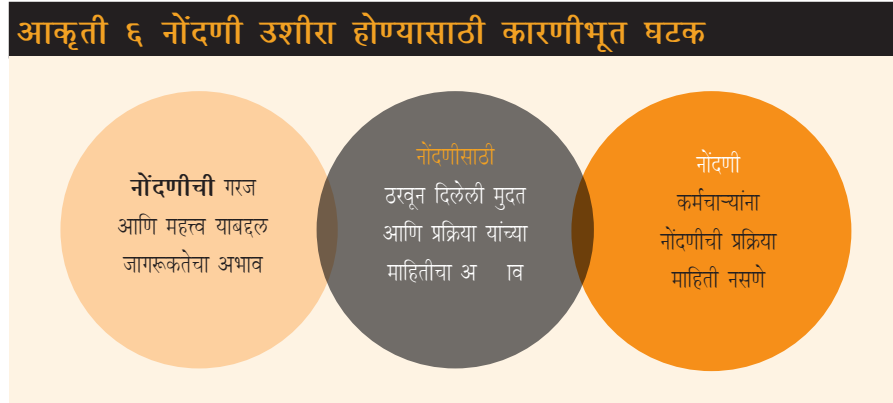 आकृती ६ नोंदणी उशीरा होण्यासाठी कारणीभूत घटक
नोंदणीची गरज
आणि महत्त्व याबद्दल
जागरूकतेचा अभाव
नोंदणीसाठी
ठरवून दिलेली मुदत
आणि प्रक्रिया यांच्या
माहितीचा अ ाव
नोंदणी
कर्मचाऱ्यांना
नोंदणीची प्रक्रिया
माहिती नसणे